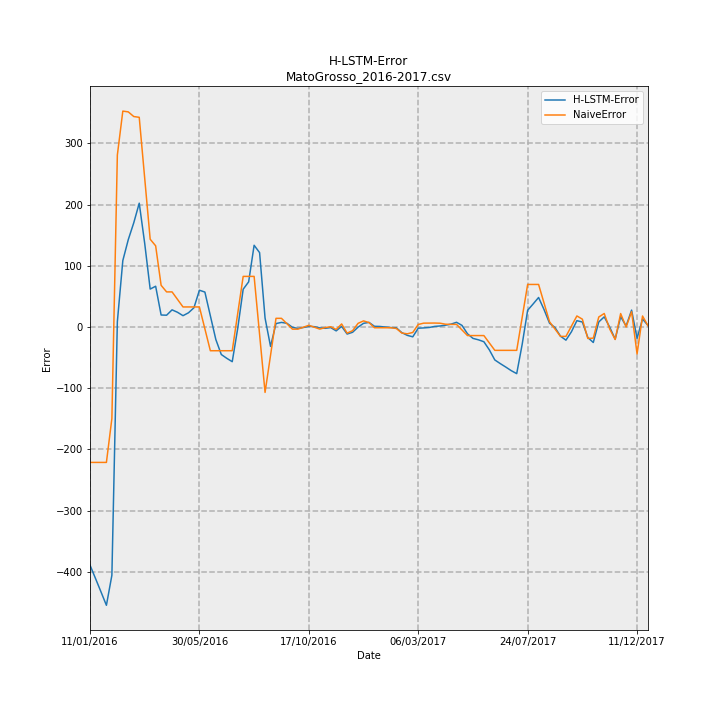 H-LSTM-Error
MatoGrosso_2016-2017.csv
H-LSTM-Error
NaiveError
300
200
100
0
−100
−200
−300
−400
Error
11/01/2016 30/05/2016 17/10/2016 06/03/2017 24/07/2017 11/12/2017
Date